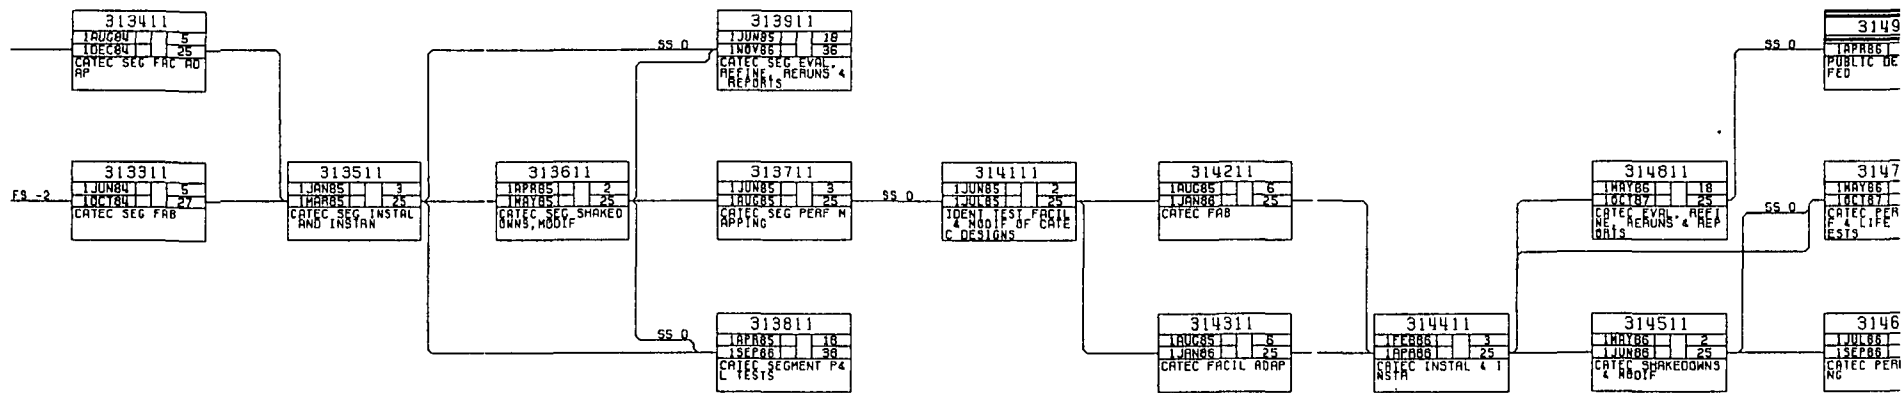 313411
1AUG84 5
1DEC84 25
CATEC SEG FAC AD
AP
313911
1JUN85 18
1NOV86 36
CATEC SEG EVAL,
REFINE, RERUNS &
REPORTS
SS 0
SS 0
3149
1APR86
PUBLIC DE
FED
FS -2
313311
1JUN84 5
1OCT84 27
CATEC SEG FAB
313511
1JAN85 3
1MAR85 25
CATEC SEG INSTAL
AND INSTAN
313611
1APR85 2
1MAY85 25
CATEC SEG SHAKED
OWNS,MODIF
313711
1JUN85 3
1AUG85 25
CATEC SEG PERF M
APPING
SS 0
314111
1JUN85 2
1JUL85 25
IDENT TEST FACIL
& MODIF OF CATE
C DESIGNS
314211
1AUG85 6
1JAN86 25
CATEC FAB
314811
1MAY86 18
1OCT87 25
CATEC EVAL, REFI
NE, RERUNS & REP
ORTS
SS 0
3147
1MAY86
1OCT87
CATEC PER
F & LIFE
ESTS
SS 0
313811
1APR85 18
1SEP86 38
CATEC SEGMENT P&
L TESTS
314311
1AUG85 6
1JAN86 25
CATEC FACIL ADAP
314411
1FEB86 3
1APR86 25
CATEC INSTAL & I
NSTR
314511
1MAY86 2
1JUN86 25
CATEC SHAKEDOWNS
& MODIF
3146
1JUL86
1SEP86
CATEC PER
NG